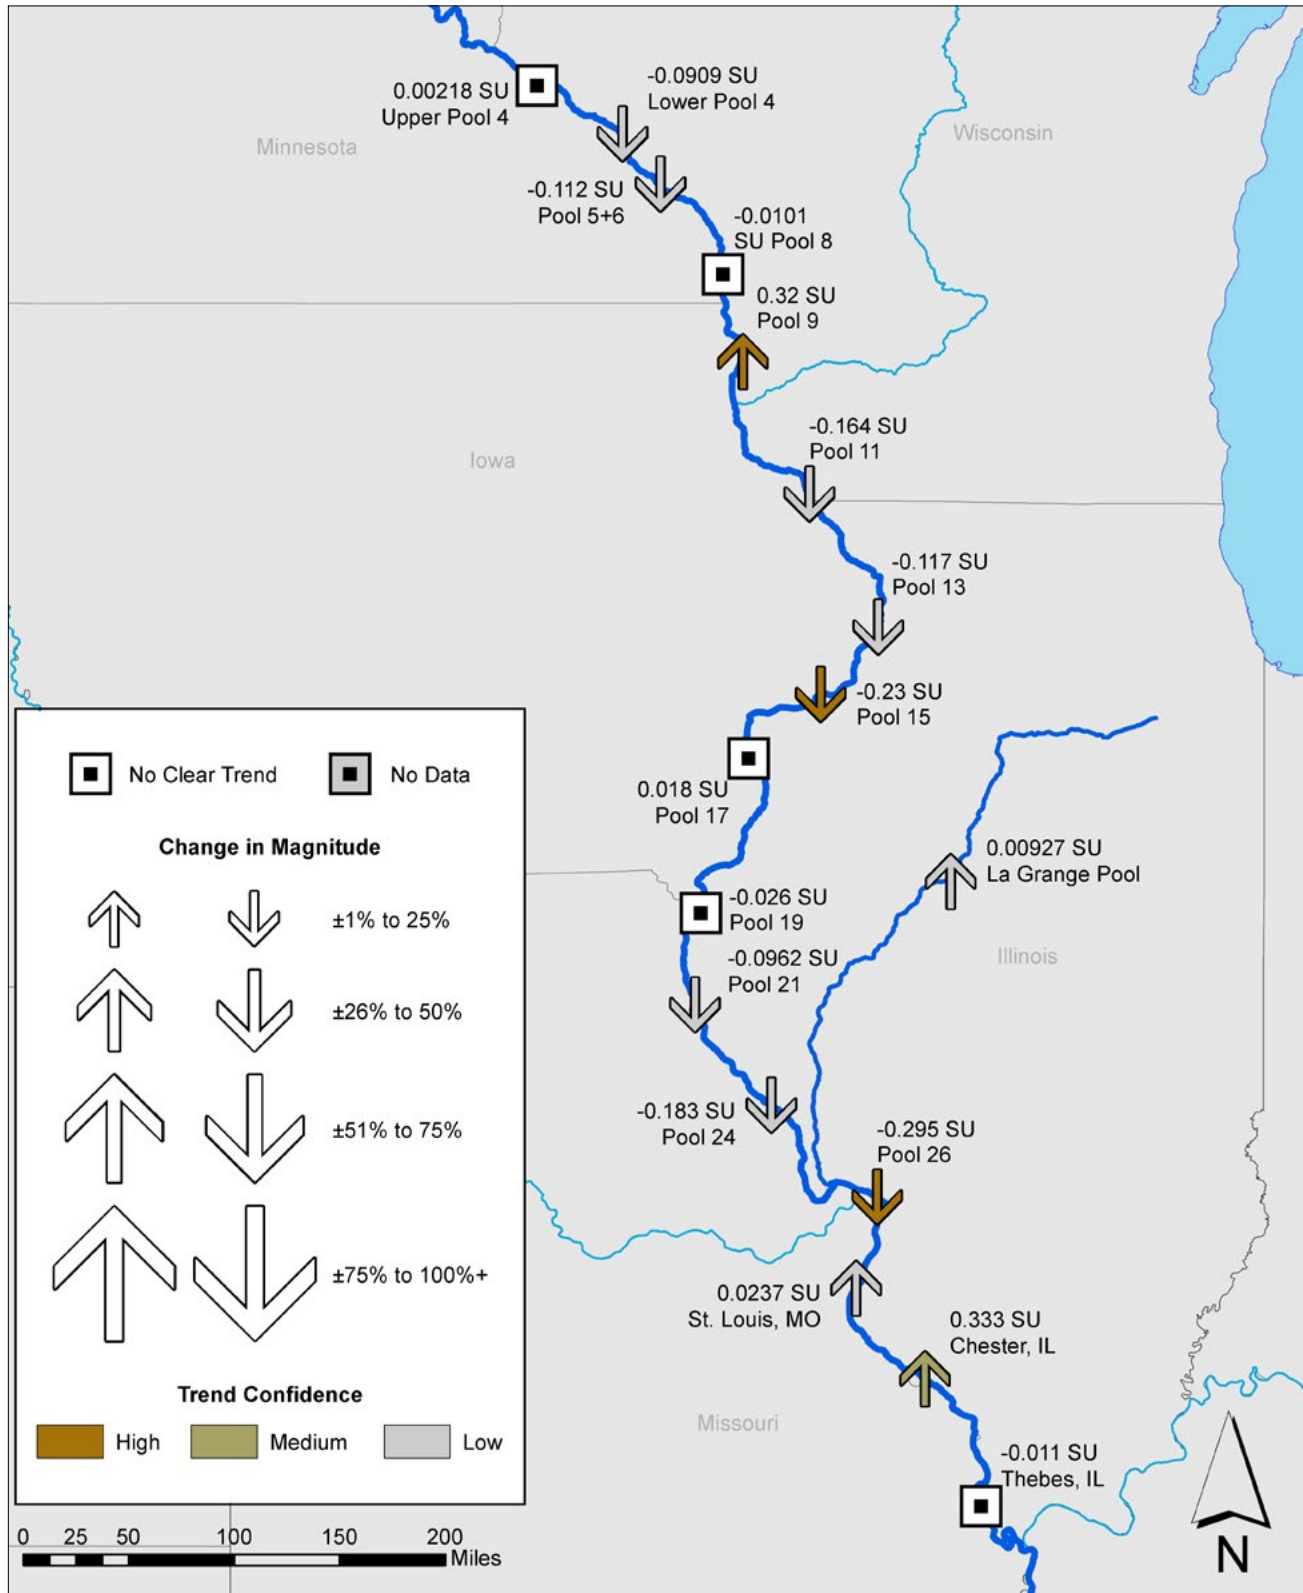 -0.0909 SU
Lower Pool 4
0.00218 SU
Upper Pool 4
Minnesota
Wisconsin
-0.112 SU
Pool 5+6
-0.0101
SU Pool 8
0.32 SU
Pool 9
-0.164 SU
Pool 11
Iowa
-0.117 SU
Pool 13
-0.23 SU
Pool 15
0.018 SU
Pool 17
0.00927 SU
La Grange Pool
-0.026 SU
Pool 19
Illinois
-0.0962 SU
Pool 21
-0.183 SU
Pool 24
-0.295 SU
Pool 26
0.0237 SU
St. Louis, MO
0.333 SU
Chester, IL
Missouri
-0.011 SU
Thebes, IL
No Clear Trend
No Data
Change in Magnitude
±1% to 25%
±26% to 50%
±51% to 75%
±75% to 100%+
Trend Confidence
High
Medium
Low
0 25 50 100 150 200
Miles
N